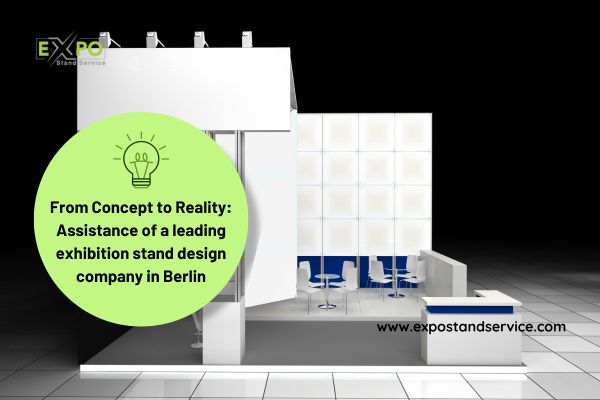 EXPO
Stand Service
From Concept to Reality:
Assistance of a leading
exhibition stand design
company in Berlin
www.expostandservice.com